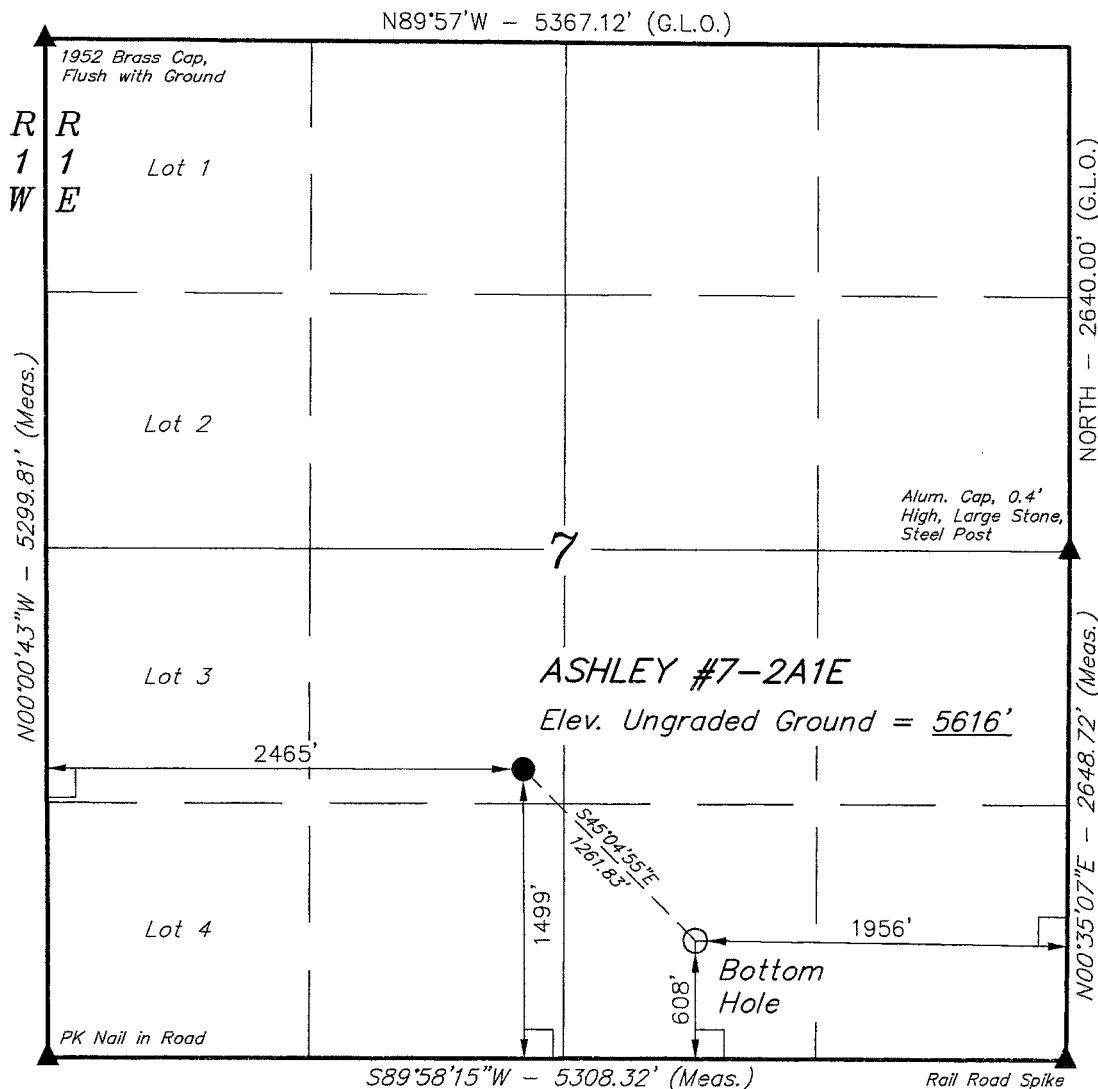 N89°57'W – 5367.12' (G.L.O.)
1952 Brass Cap,
Flush with Ground
R R
1 1
W E
Lot 1
NORTH – 2640.00' (G.L.O.)
Lot 2
N00°00'43"W – 5299.81' (Meas.)
Alum. Cap, 0.4'
High, Large Stone,
Steel Post
7
Lot 3
ASHLEY #7–2A1E
Elev. Ungraded Ground = 5616'
2465'
S45°04'55"E
1261.83'
N00°35'07"E – 2648.72' (Meas.)
Lot 4
1499'
1956'
608'
Bottom
Hole
PK Nail in Road
S89°58'15"W – 5308.32' (Meas.)
Rail Road Spike